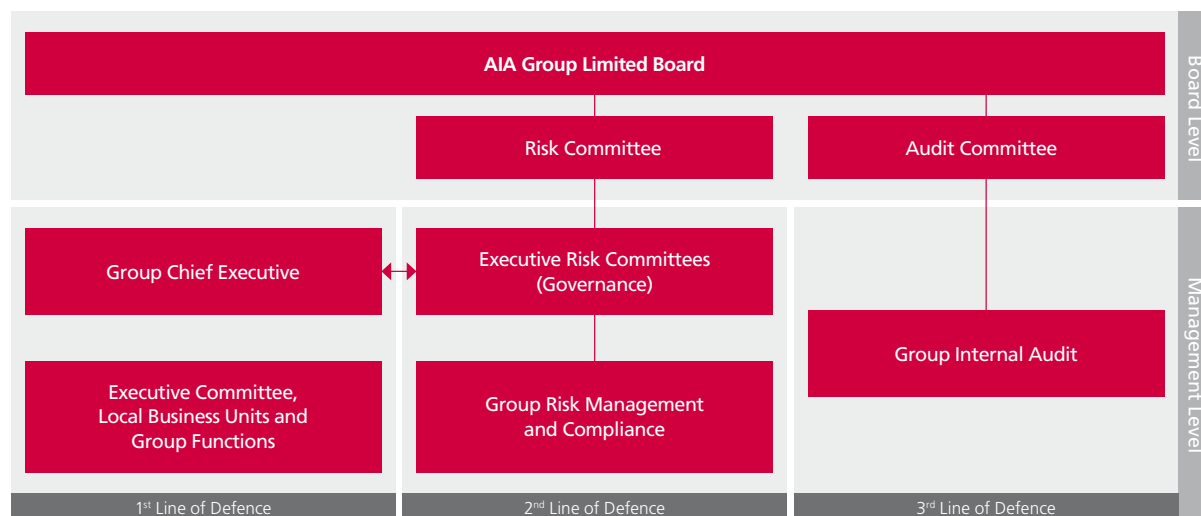 AIA Group Limited Board
Risk Committee
Audit Committee
Board Level
Group Chief Executive
Executive Risk Committees
(Governance)
Group Internal Audit
Executive Committee,
Local Business Units and
Group Functions
Group Risk Management
and Compliance
Management Level
1st Line of Defence
2nd Line of Defence
3rd Line of Defence